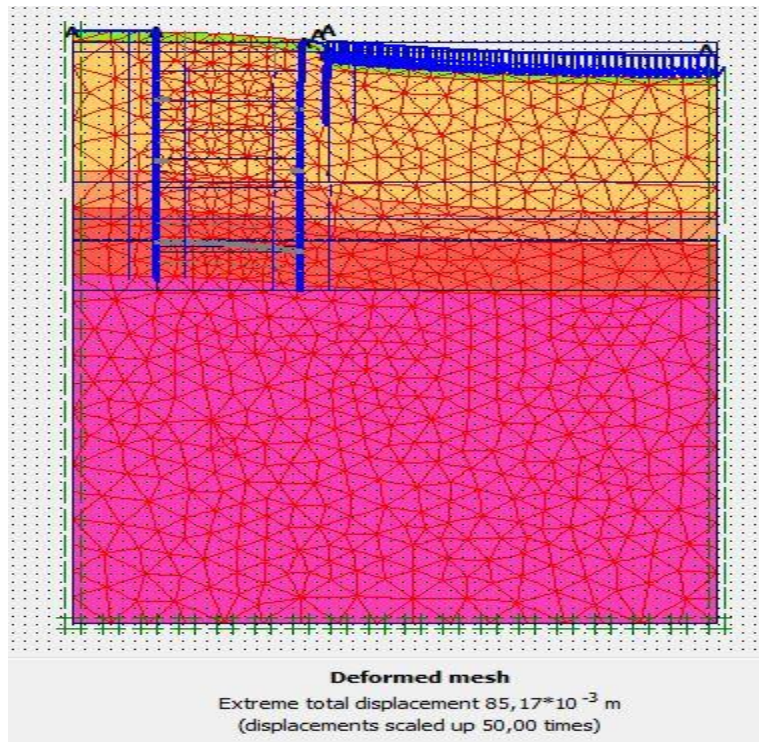 A A A A A A
Deformed mesh
Extreme total displacement 85,17*10 -3 m
(displacements scaled up 50,00 times)